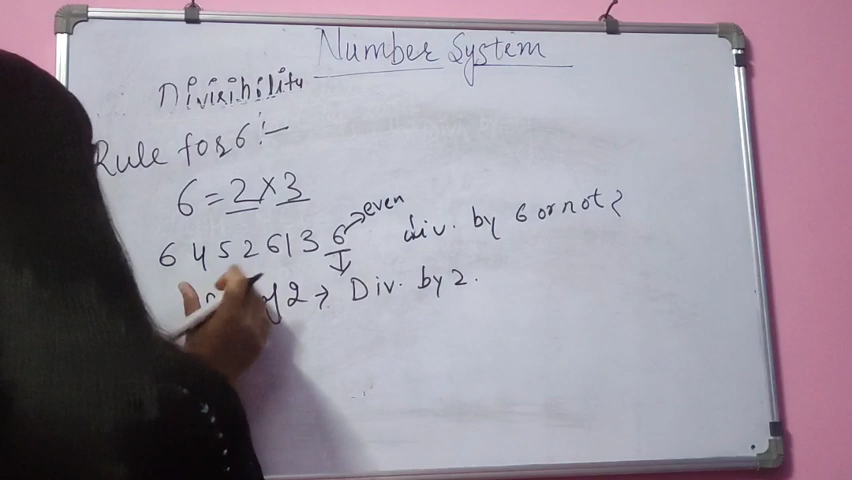 Number System
Divisibility
Rule for 6:-
6 = 2 × 3
even
6 4 5 2 6 1 3 6 div. by 6 or not?
of 2 → Div. by 2.